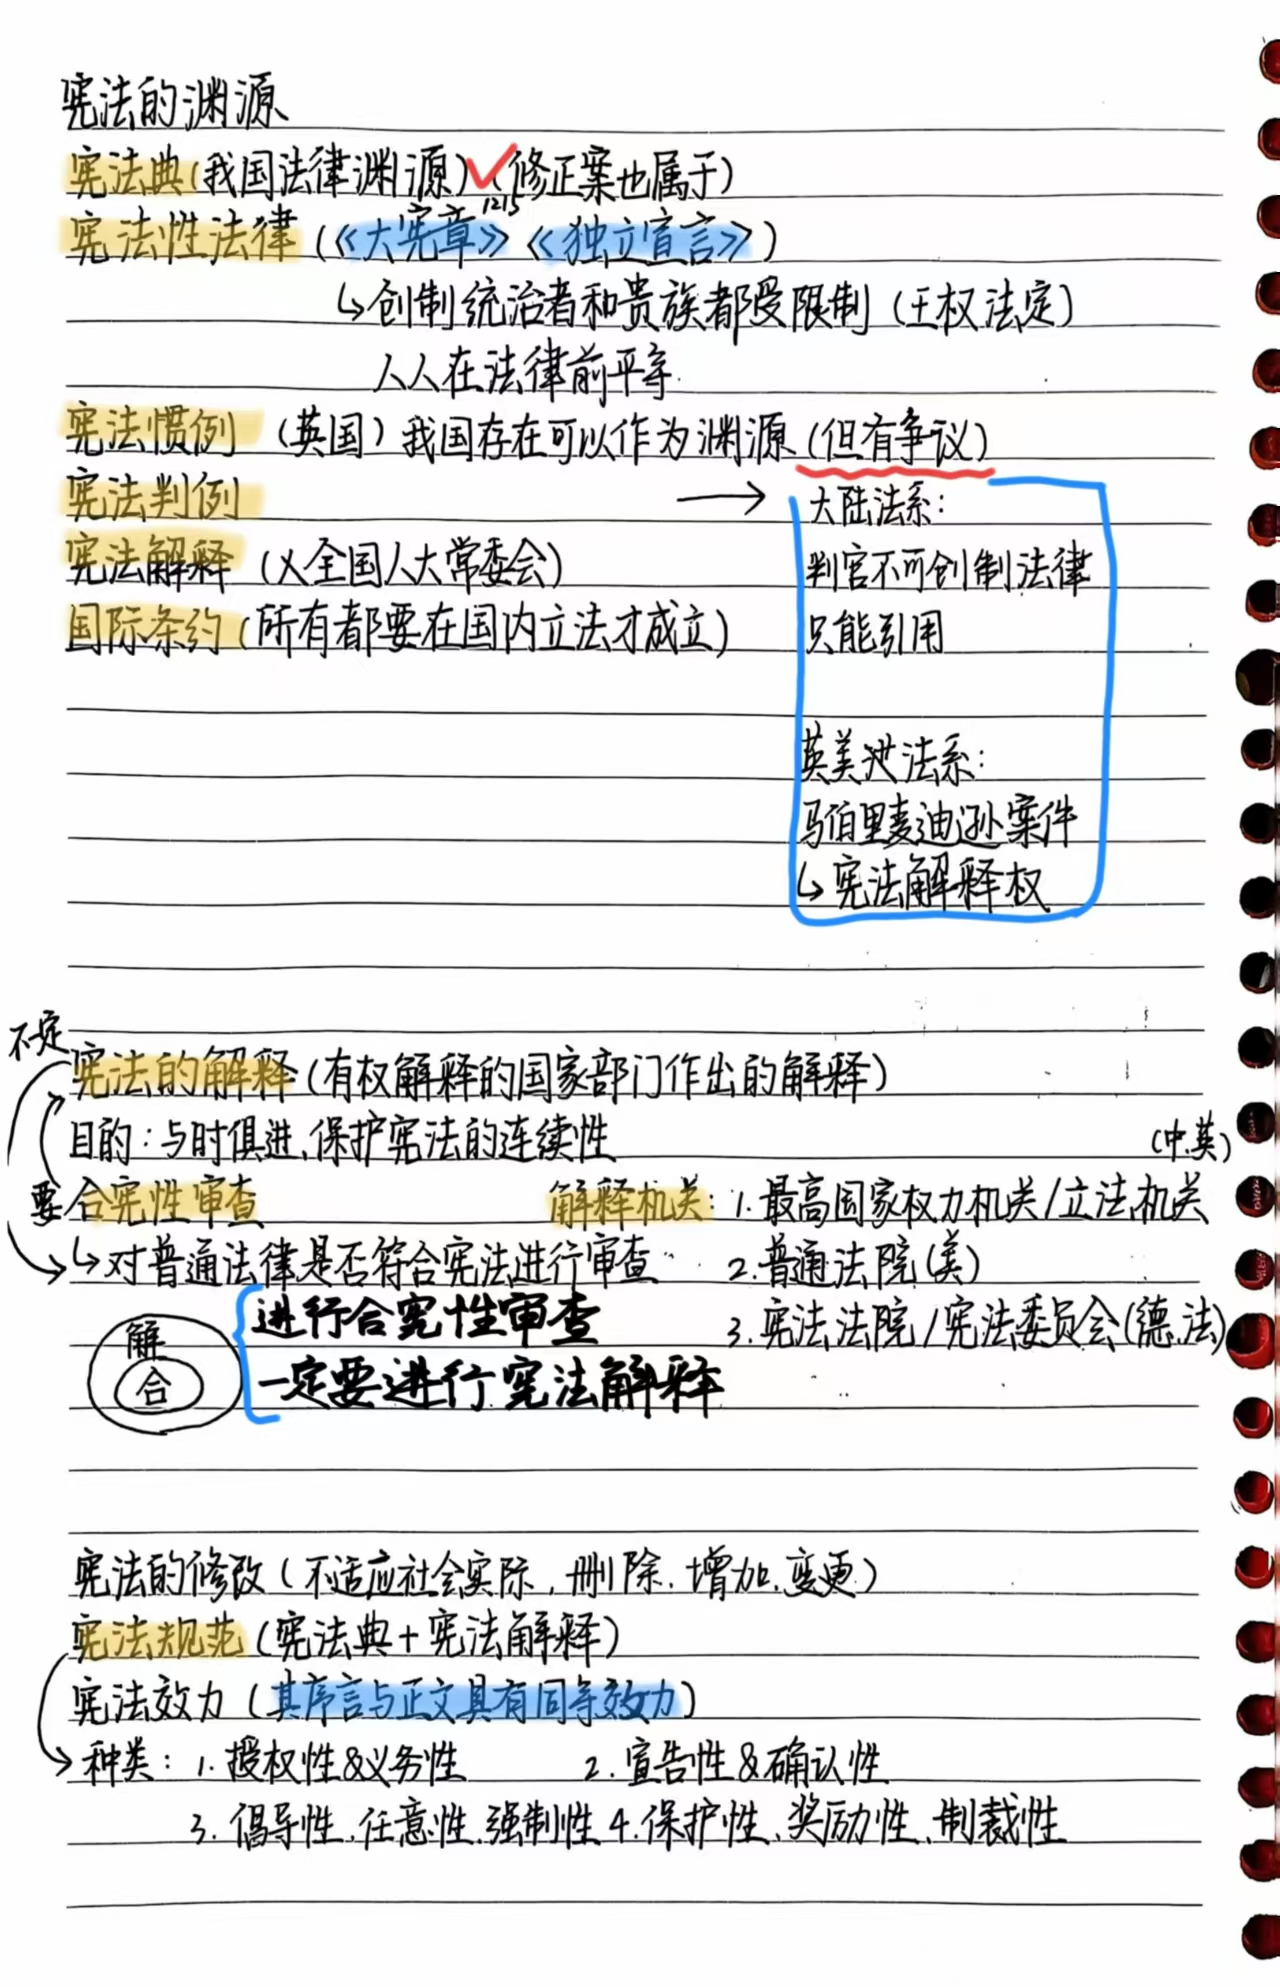 宪法的渊源
宪法典(我国法律渊源)✓(修正案也属于)
1215
宪法性法律(《大宪章》《独立宣言》)
↳创制统治者和贵族都受限制(王权法定)
人人在法律前平等.
宪法惯例(英国)我国存在可以作为渊源(但有争议)
宪法判例 →
大陆法系:
宪法解释(义全国人大常委会)
判官不可创制法律
国际条约(所有都要在国内立法才成立)
只能引用
英美法系:
马伯里麦迪逊案件
↳宪法解释权
不定
宪法的解释(有权解释的国家部门作出的解释)
目的:与时俱进,保护宪法的连续性
(中.英)
要 合宪性审查
解释机关:1.最高国家权力机关/立法机关
↳对普通法律是否符合宪法进行审查
2.普通法院(美)
进行合宪性审查
3.宪法法院/宪法委员会(德.法)
解
合
一定要进行宪法解释
宪法的修改(不适应社会实际,删除.增加.变更)
宪法规范(宪法典+宪法解释)
宪法效力(其序言与正文具有同等效力)
种类:1.授权性&义务性 2.宣告性&确认性
3.倡导性、任意性、强制性 4.保护性、奖励性、制裁性